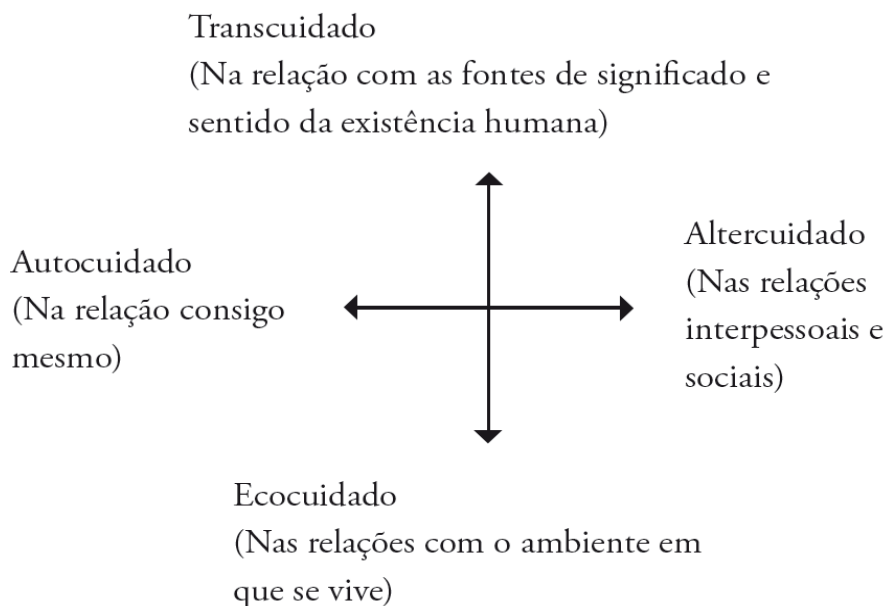 Transcuidado
(Na relação com as fontes de significado e
sentido da existência humana)
Autocuidado
(Na relação consigo
mesmo)
Altercuidado
(Nas relações
interpessoais e
sociais)
Ecocuidado
(Nas relações com o ambiente em
que se vive)